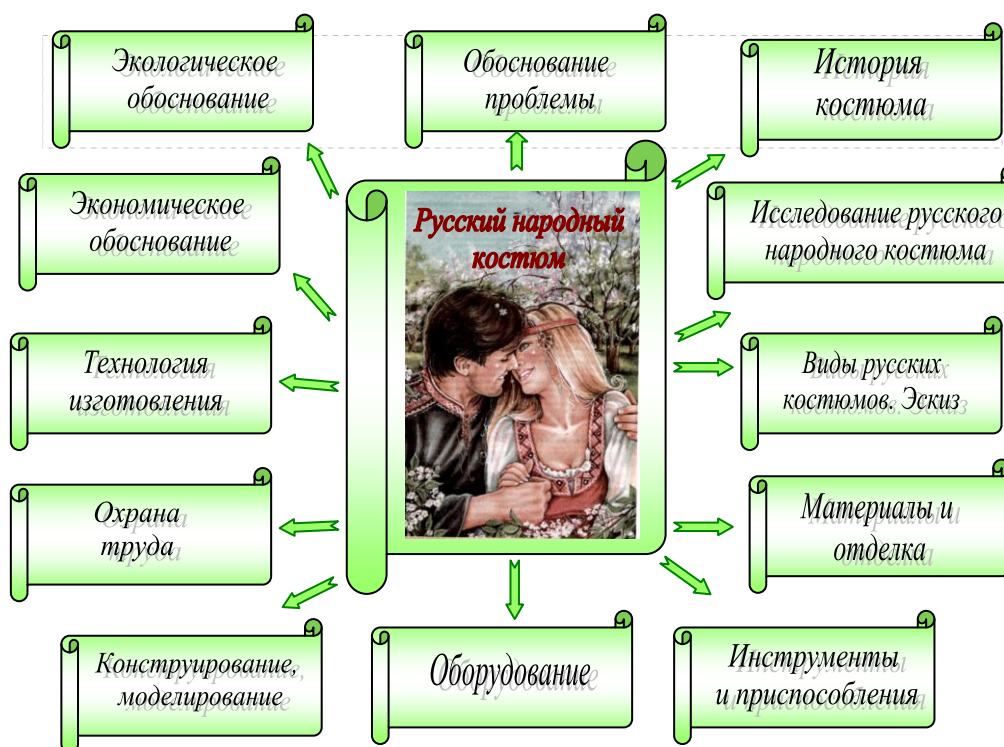 Экологическое
обоснование
Обоснование
проблемы
История
костюма
Экономическое
обоснование
Русский народный
костюм
Исследование русского
народного костюма
Технология
изготовления
Виды русских
костюмов. Эскиз
Охрана
труда
Материалы и
отделка
Конструирование,
моделирование
Оборудование
Инструменты
и приспособления